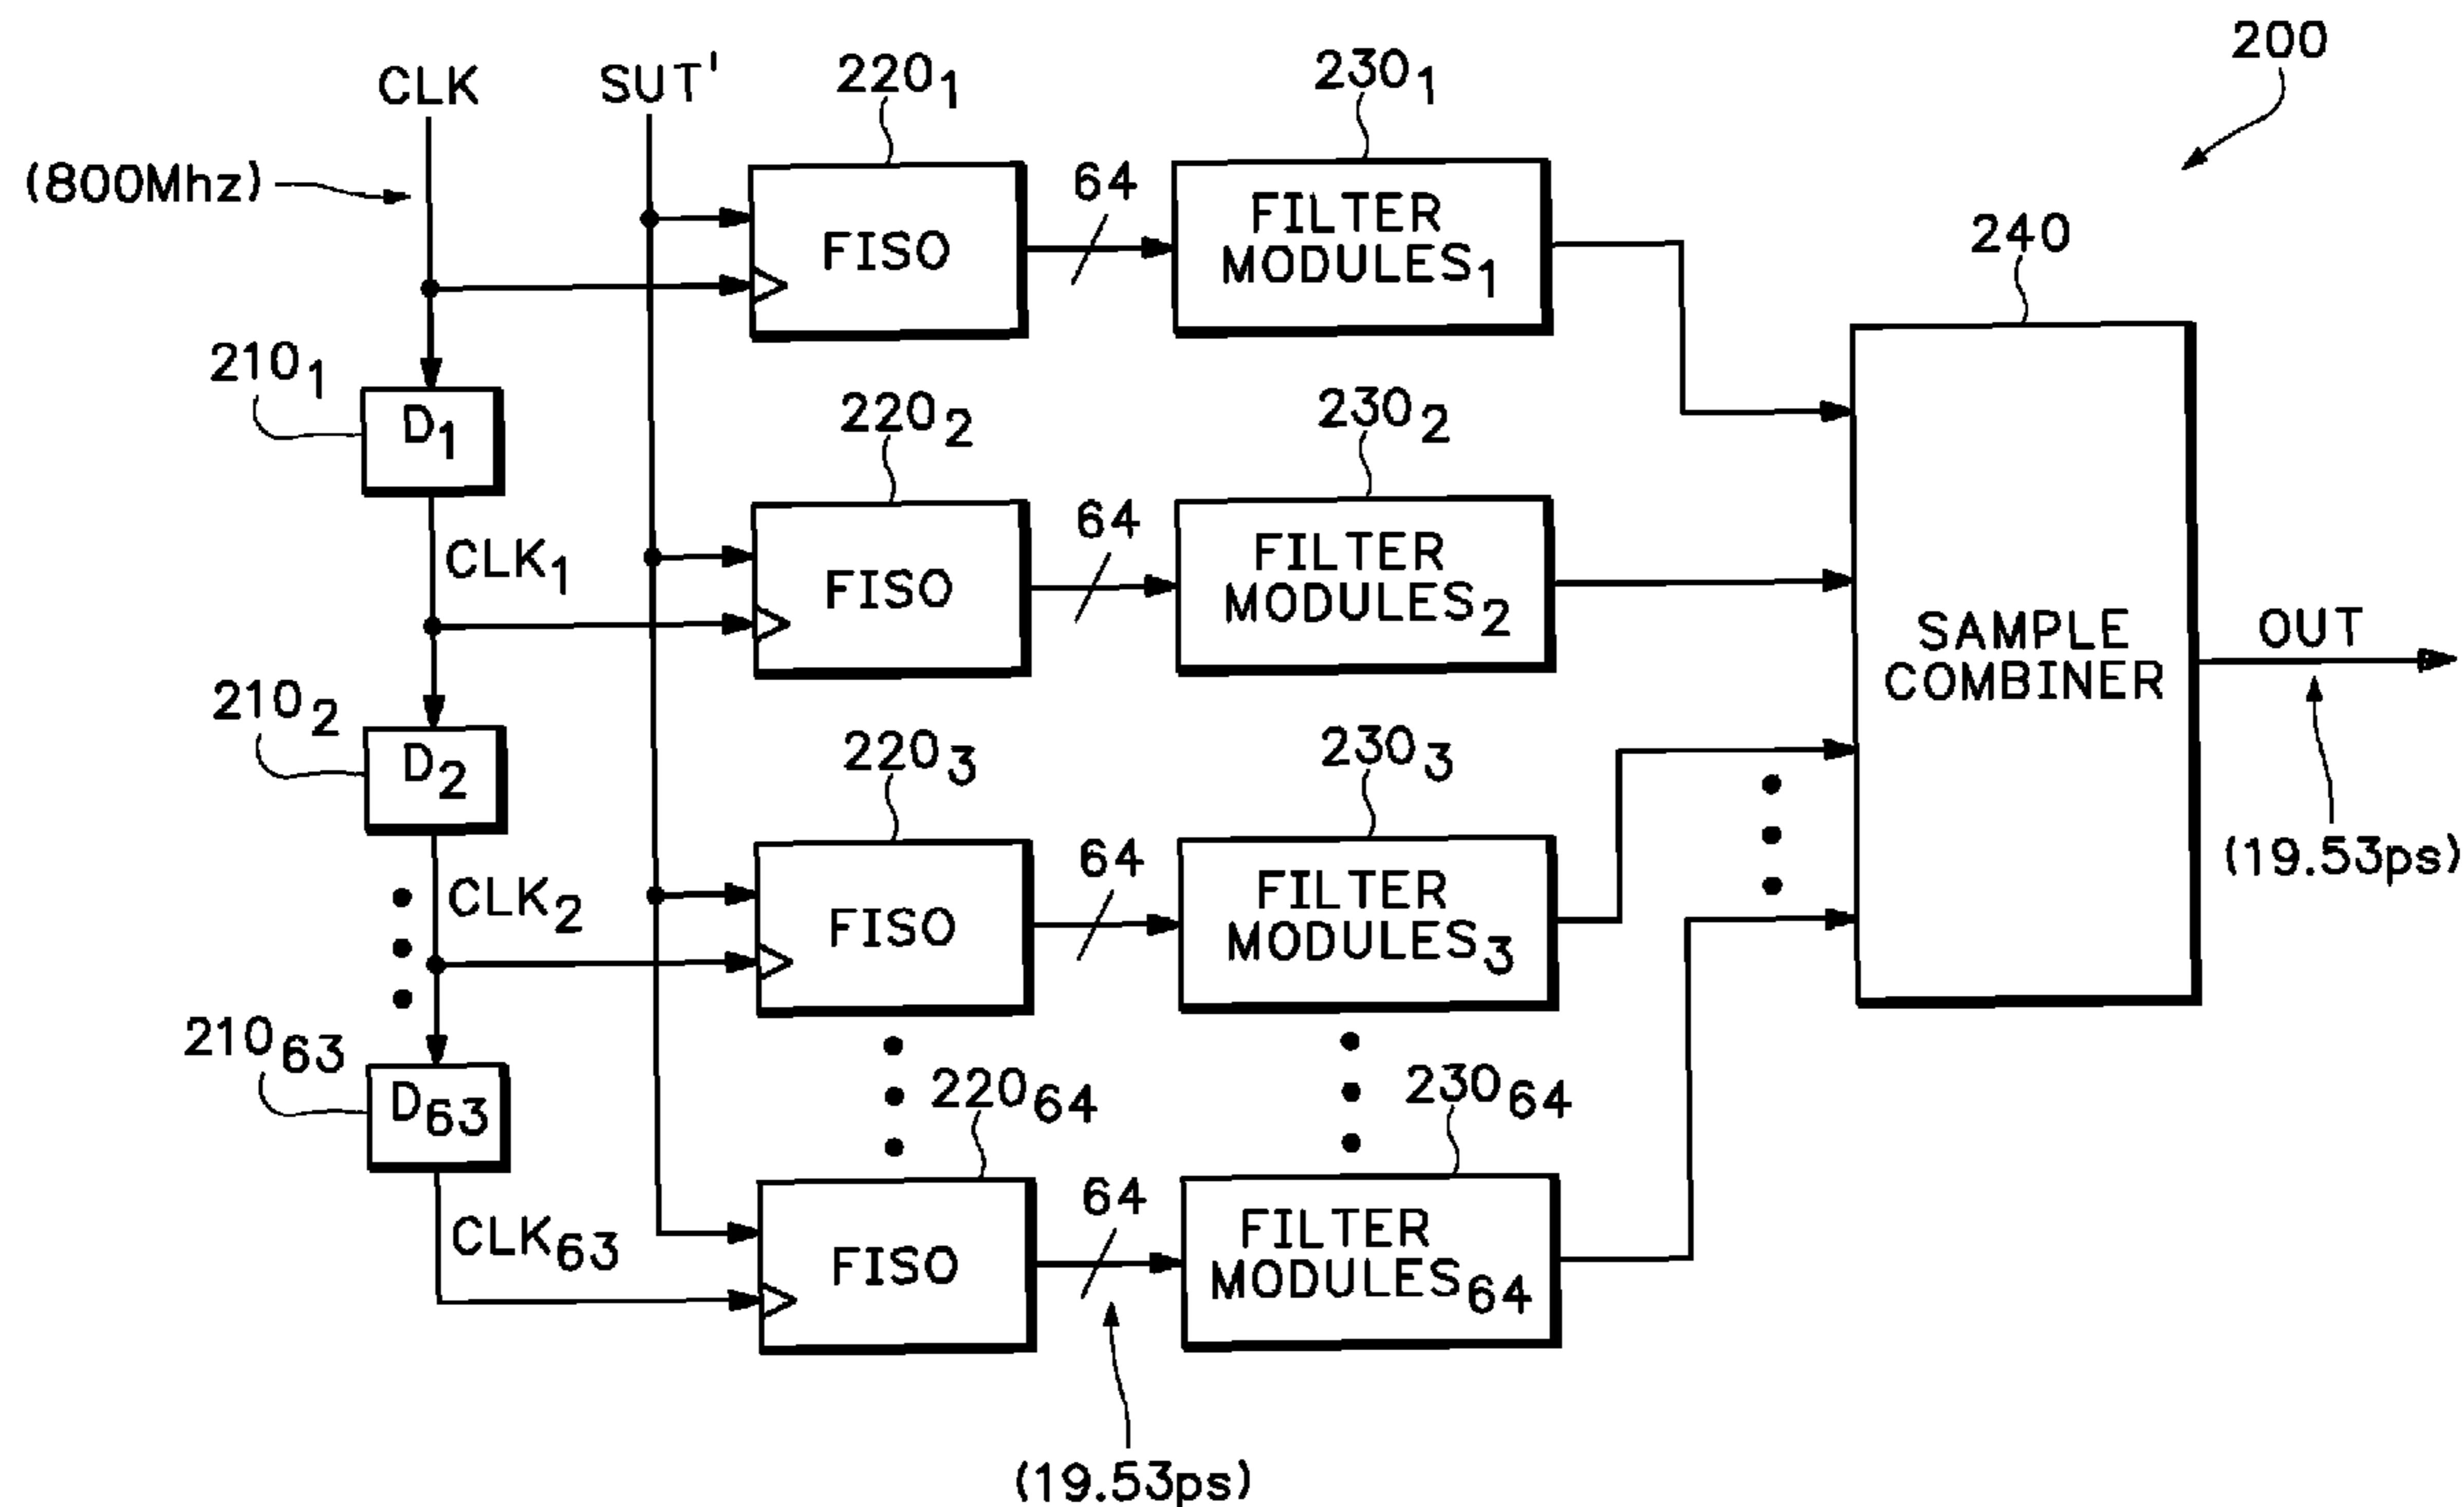 200
CLK
SUT'
(800Mhz)
220₁
230₁
FISO
64
FILTER
MODULES₁
240
210₁
D₁
CLK₁
220₂
230₂
FISO
64
FILTER
MODULES₂
SAMPLE
COMBINER
OUT
(19.53ps)
210₂
D₂
CLK₂
220₃
230₃
FISO
64
FILTER
MODULES₃
210₆₃
D₆₃
CLK₆₃
220₆₄
230₆₄
FISO
64
FILTER
MODULES₆₄
(19.53ps)